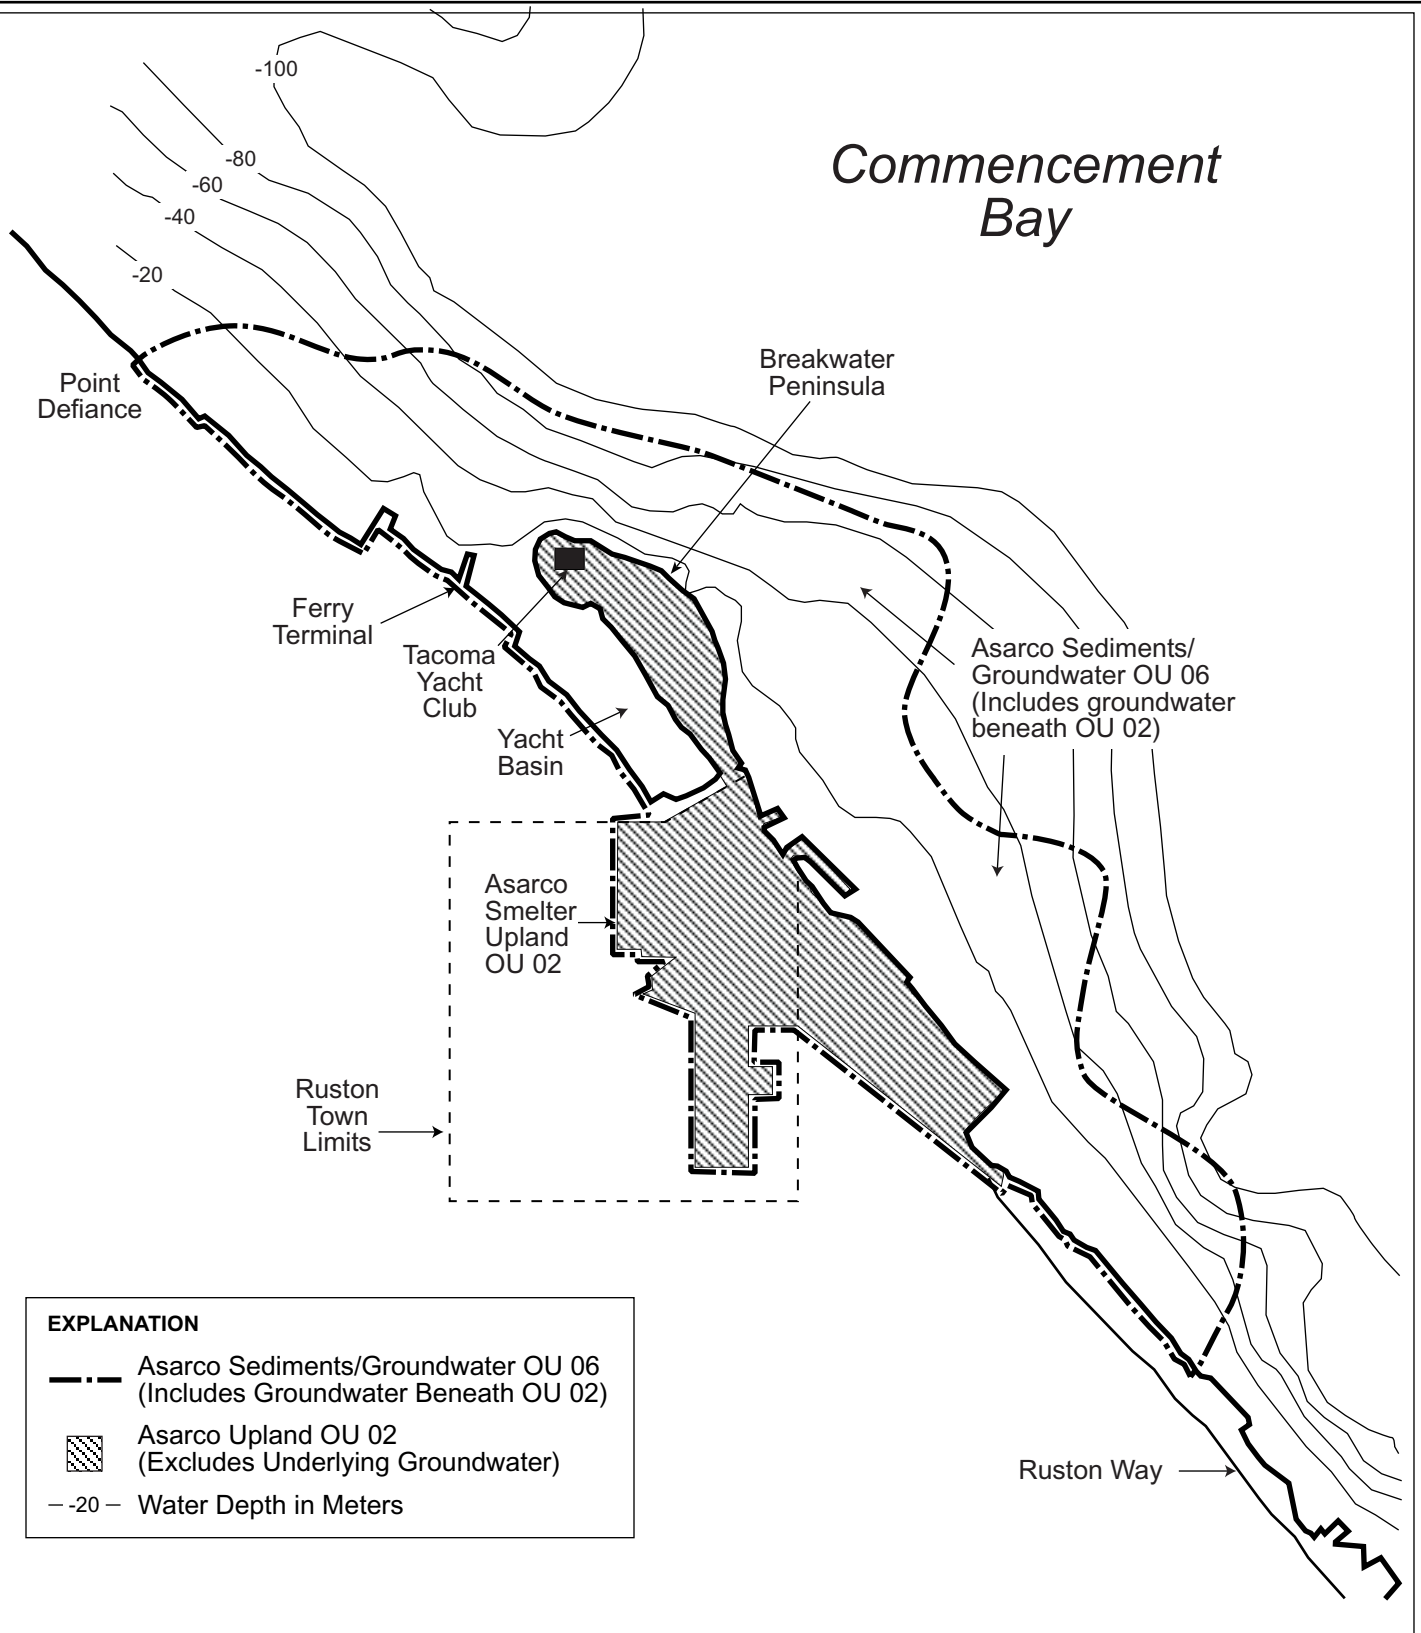 -100
Commencement
Bay
-80
-60
-40
-20
Breakwater
Peninsula
Point
Defiance
Ferry
Terminal
Tacoma
Yacht
Club
Asarco Sediments/
Groundwater OU 06
(Includes groundwater
beneath OU 02)
Yacht
Basin
Asarco
Smelter
Upland
OU 02
Ruston
Town
Limits
EXPLANATION
Asarco Sediments/Groundwater OU 06
(Includes Groundwater Beneath OU 02)
Asarco Upland OU 02
(Excludes Underlying Groundwater)
-20 Water Depth in Meters
Ruston Way